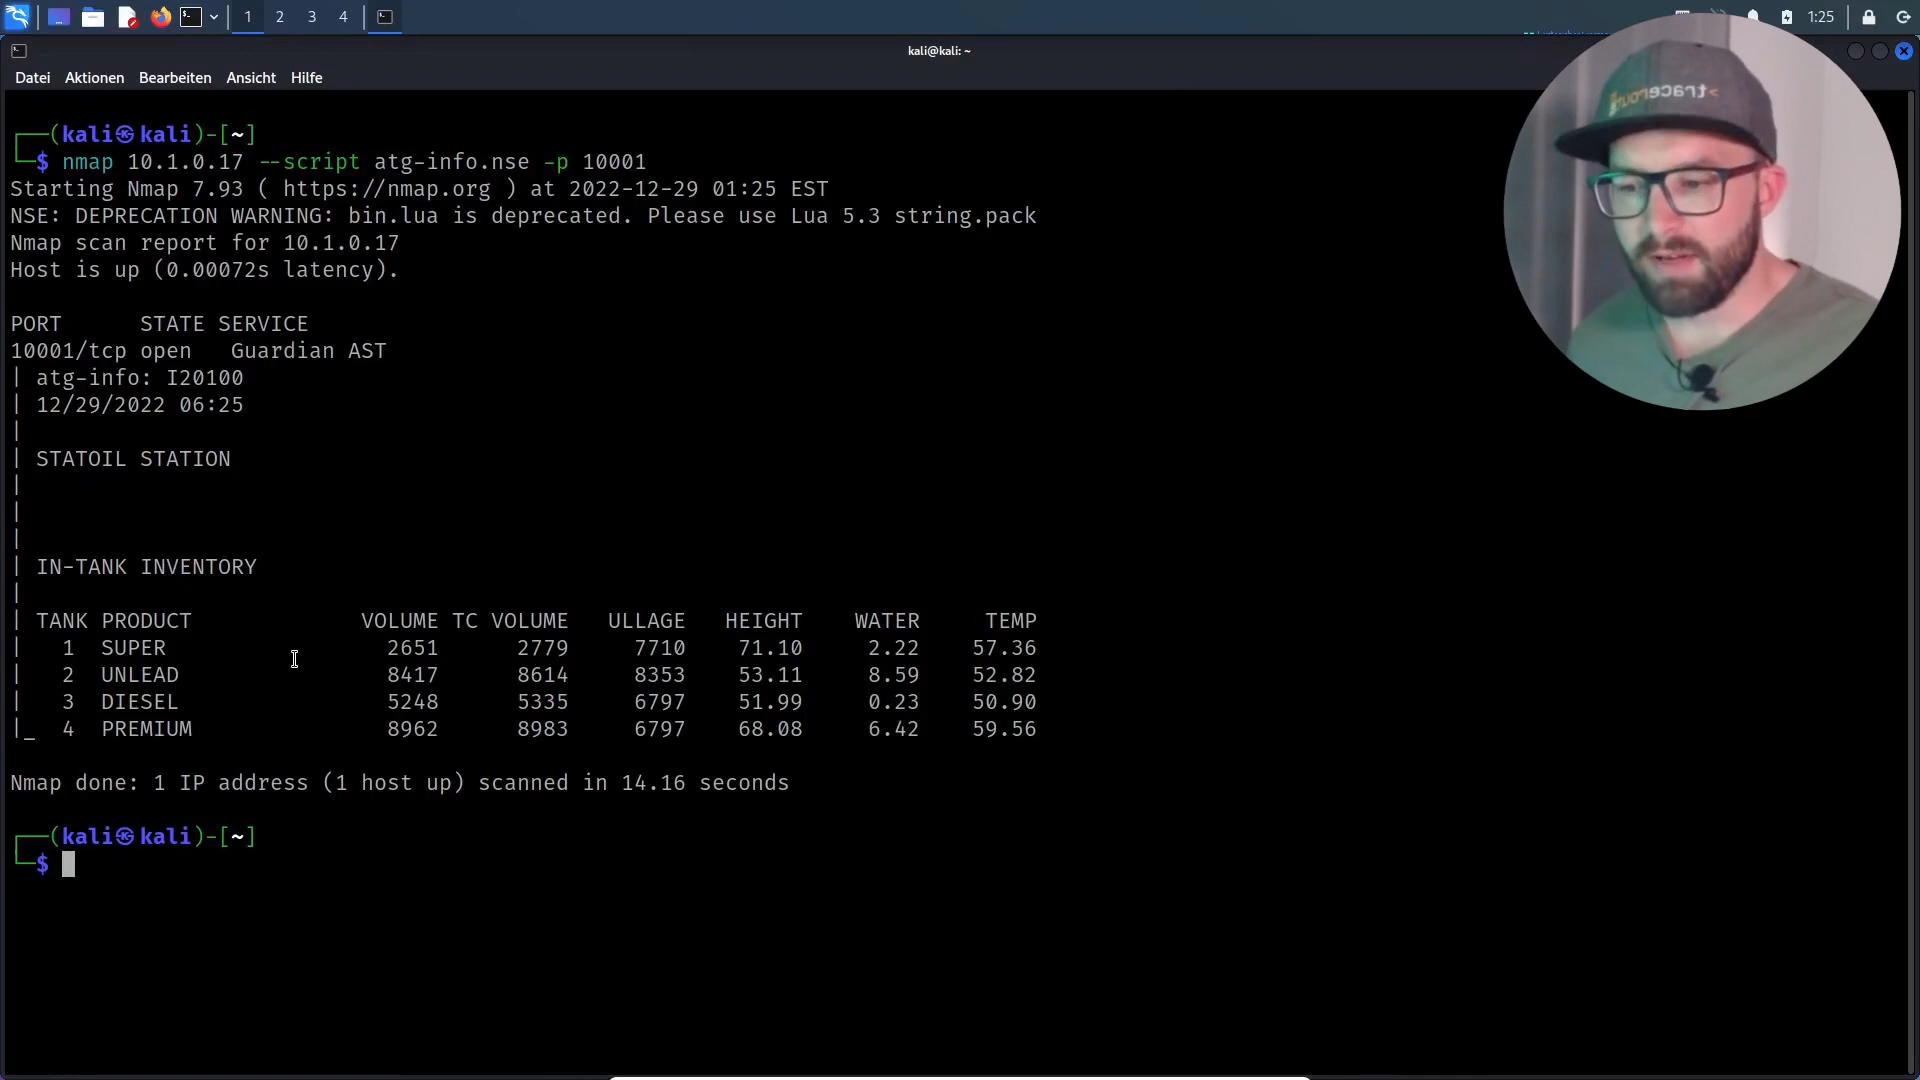 1 2 3 4 1:25
kali@kali: ~
Datei Aktionen Bearbeiten Ansicht Hilfe
>traceroute
┌──(kali㉿kali)-[~]
└─$ nmap 10.1.0.17 --script atg-info.nse -p 10001
Starting Nmap 7.93 ( https://nmap.org ) at 2022-12-29 01:25 EST
NSE: DEPRECATION WARNING: bin.lua is deprecated. Please use Lua 5.3 string.pack
Nmap scan report for 10.1.0.17
Host is up (0.00072s latency).
PORT      STATE SERVICE
10001/tcp open   Guardian AST
| atg-info: I20100
| 12/29/2022 06:25
|
| STATOIL STATION
|
|
|
| IN-TANK INVENTORY
|
| TANK PRODUCT             VOLUME TC VOLUME   ULLAGE   HEIGHT    WATER     TEMP
|   1  SUPER                 2651      2779     7710    71.10     2.22    57.36
|   2  UNLEAD                8417      8614     8353    53.11     8.59    52.82
|   3  DIESEL                5248      5335     6797    51.99     0.23    50.90
|_  4  PREMIUM               8962      8983     6797    68.08     6.42    59.56
Nmap done: 1 IP address (1 host up) scanned in 14.16 seconds
┌──(kali㉿kali)-[~]
└─$